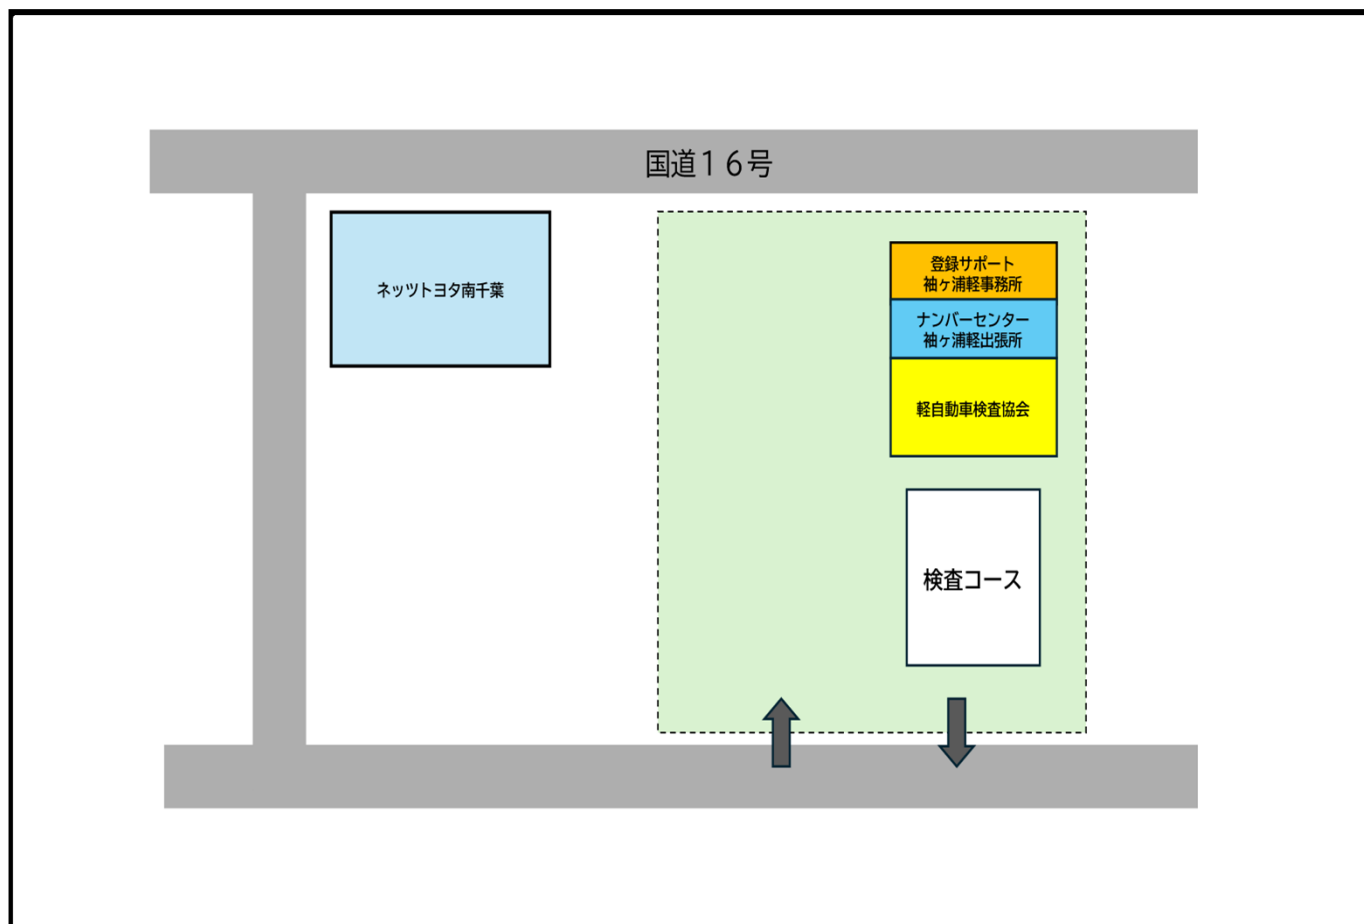 国道１６号
ネッツトヨタ南千葉
登録サポート
袖ヶ浦軽事務所
ナンバーセンター
袖ヶ浦軽出張所
軽自動車検査協会
検査コース